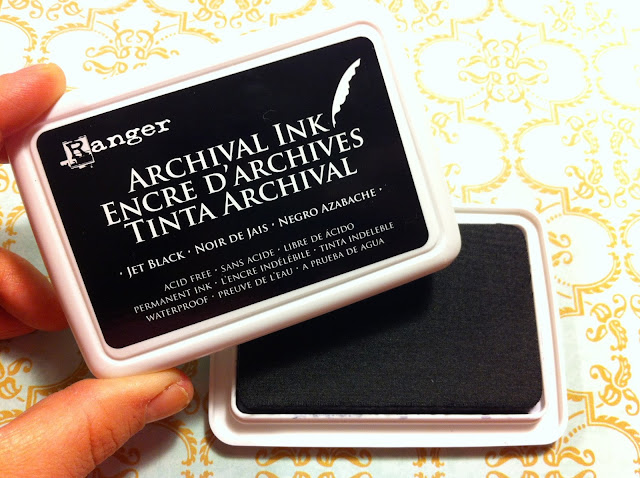 Ranger
ARCHIVAL INK
ENCRE D'ARCHIVES
TINTA ARCHIVAL
· JET BLACK · NOIR DE JAIS · NEGRO AZABACHE ·
ACID FREE · SANS ACIDE · LIBRE DE ÁCIDO
PERMANENT INK · L'ENCRE INDÉLÉBILE · TINTA INDELEBLE
WATERPROOF · PREUVE DE L'EAU · A PRUEBA DE AGUA